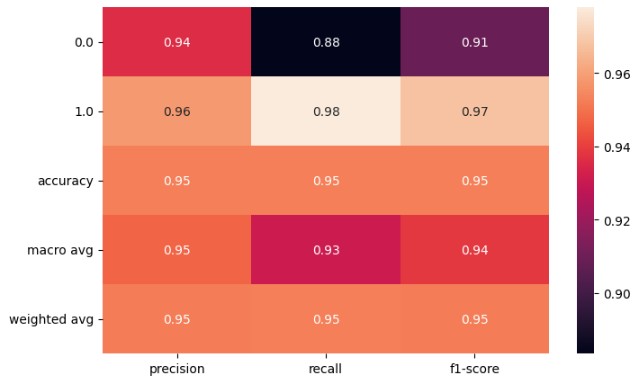 0.0 0.94 0.88 0.91
1.0 0.96 0.98 0.97
accuracy 0.95 0.95 0.95
macro avg 0.95 0.93 0.94
weighted avg 0.95 0.95 0.95
precision recall f1-score
0.96
0.94
0.92
0.90